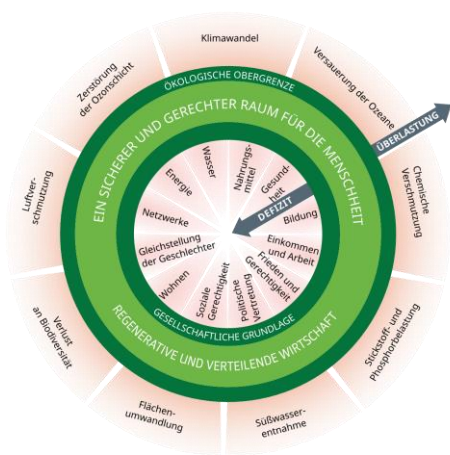 Klimawandel
Versauerung der Ozeane
Chemische
Verschmutzung
Stickstoff- und
Phosphorbelastung
Süßwasser-
entnahme
Flächen-
umwandlung
Verlust
an Biodiversität
Luftver-
schmutzung
Zerstörung
der Ozonschicht
ÖKOLOGISCHE OBERGRENZE
EIN SICHERER UND GERECHTER RAUM FÜR DIE MENSCHHEIT
ÜBERLASTUNG
DEFIZIT
Wasser
Nahrungs-
mittel
Gesund-
heit
Bildung
Einkommen
und Arbeit
Frieden und
Gerechtigkeit
Politische
Vertretung
Soziale
Gerechtigkeit
Wohnen
Gleichstellung
der Geschlechter
Netzwerke
Energie
GESELLSCHAFTLICHE GRUNDLAGE
REGENERATIVE UND VERTEILENDE WIRTSCHAFT